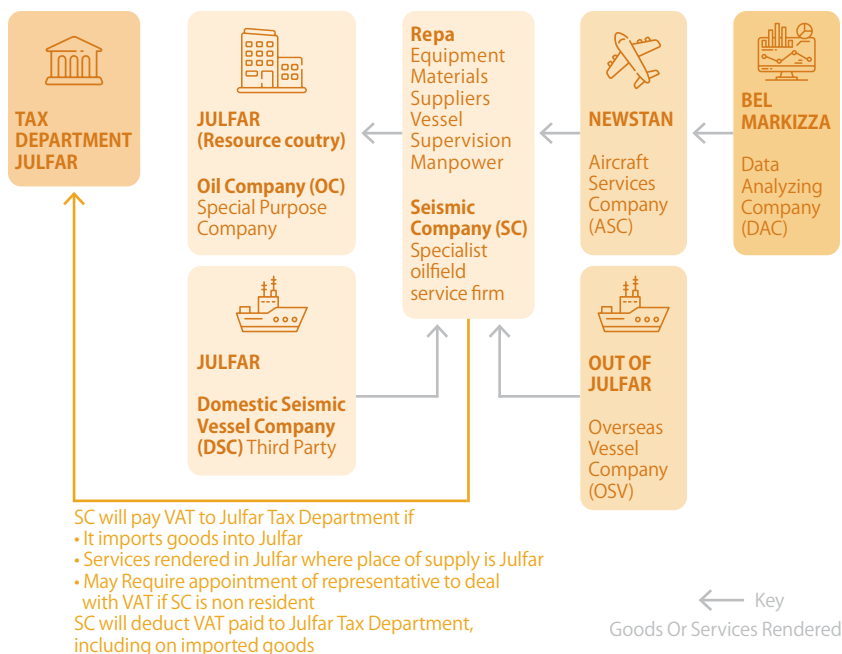 TAX
DEPARTMENT
JULFAR
JULFAR
(Resource coutry)
Oil Company (OC)
Special Purpose
Company
Repa
Equipment
Materials
Suppliers
Vessel
Supervision
Manpower
Seismic
Company (SC)
Specialist
oilfield
service firm
NEWSTAN
Aircraft
Services
Company
(ASC)
BEL
MARKIZZA
Data
Analyzing
Company
(DAC)
JULFAR
Domestic Seismic
Vessel Company
(DSC) Third Party
OUT OF
JULFAR
Overseas
Vessel
Company
(OSV)
SC will pay VAT to Julfar Tax Department if
• It imports goods into Julfar
• Services rendered in Julfar where place of supply is Julfar
• May Require appointment of representative to deal
with VAT if SC is non resident
SC will deduct VAT paid to Julfar Tax Department,
including on imported goods
Key
Goods Or Services Rendered